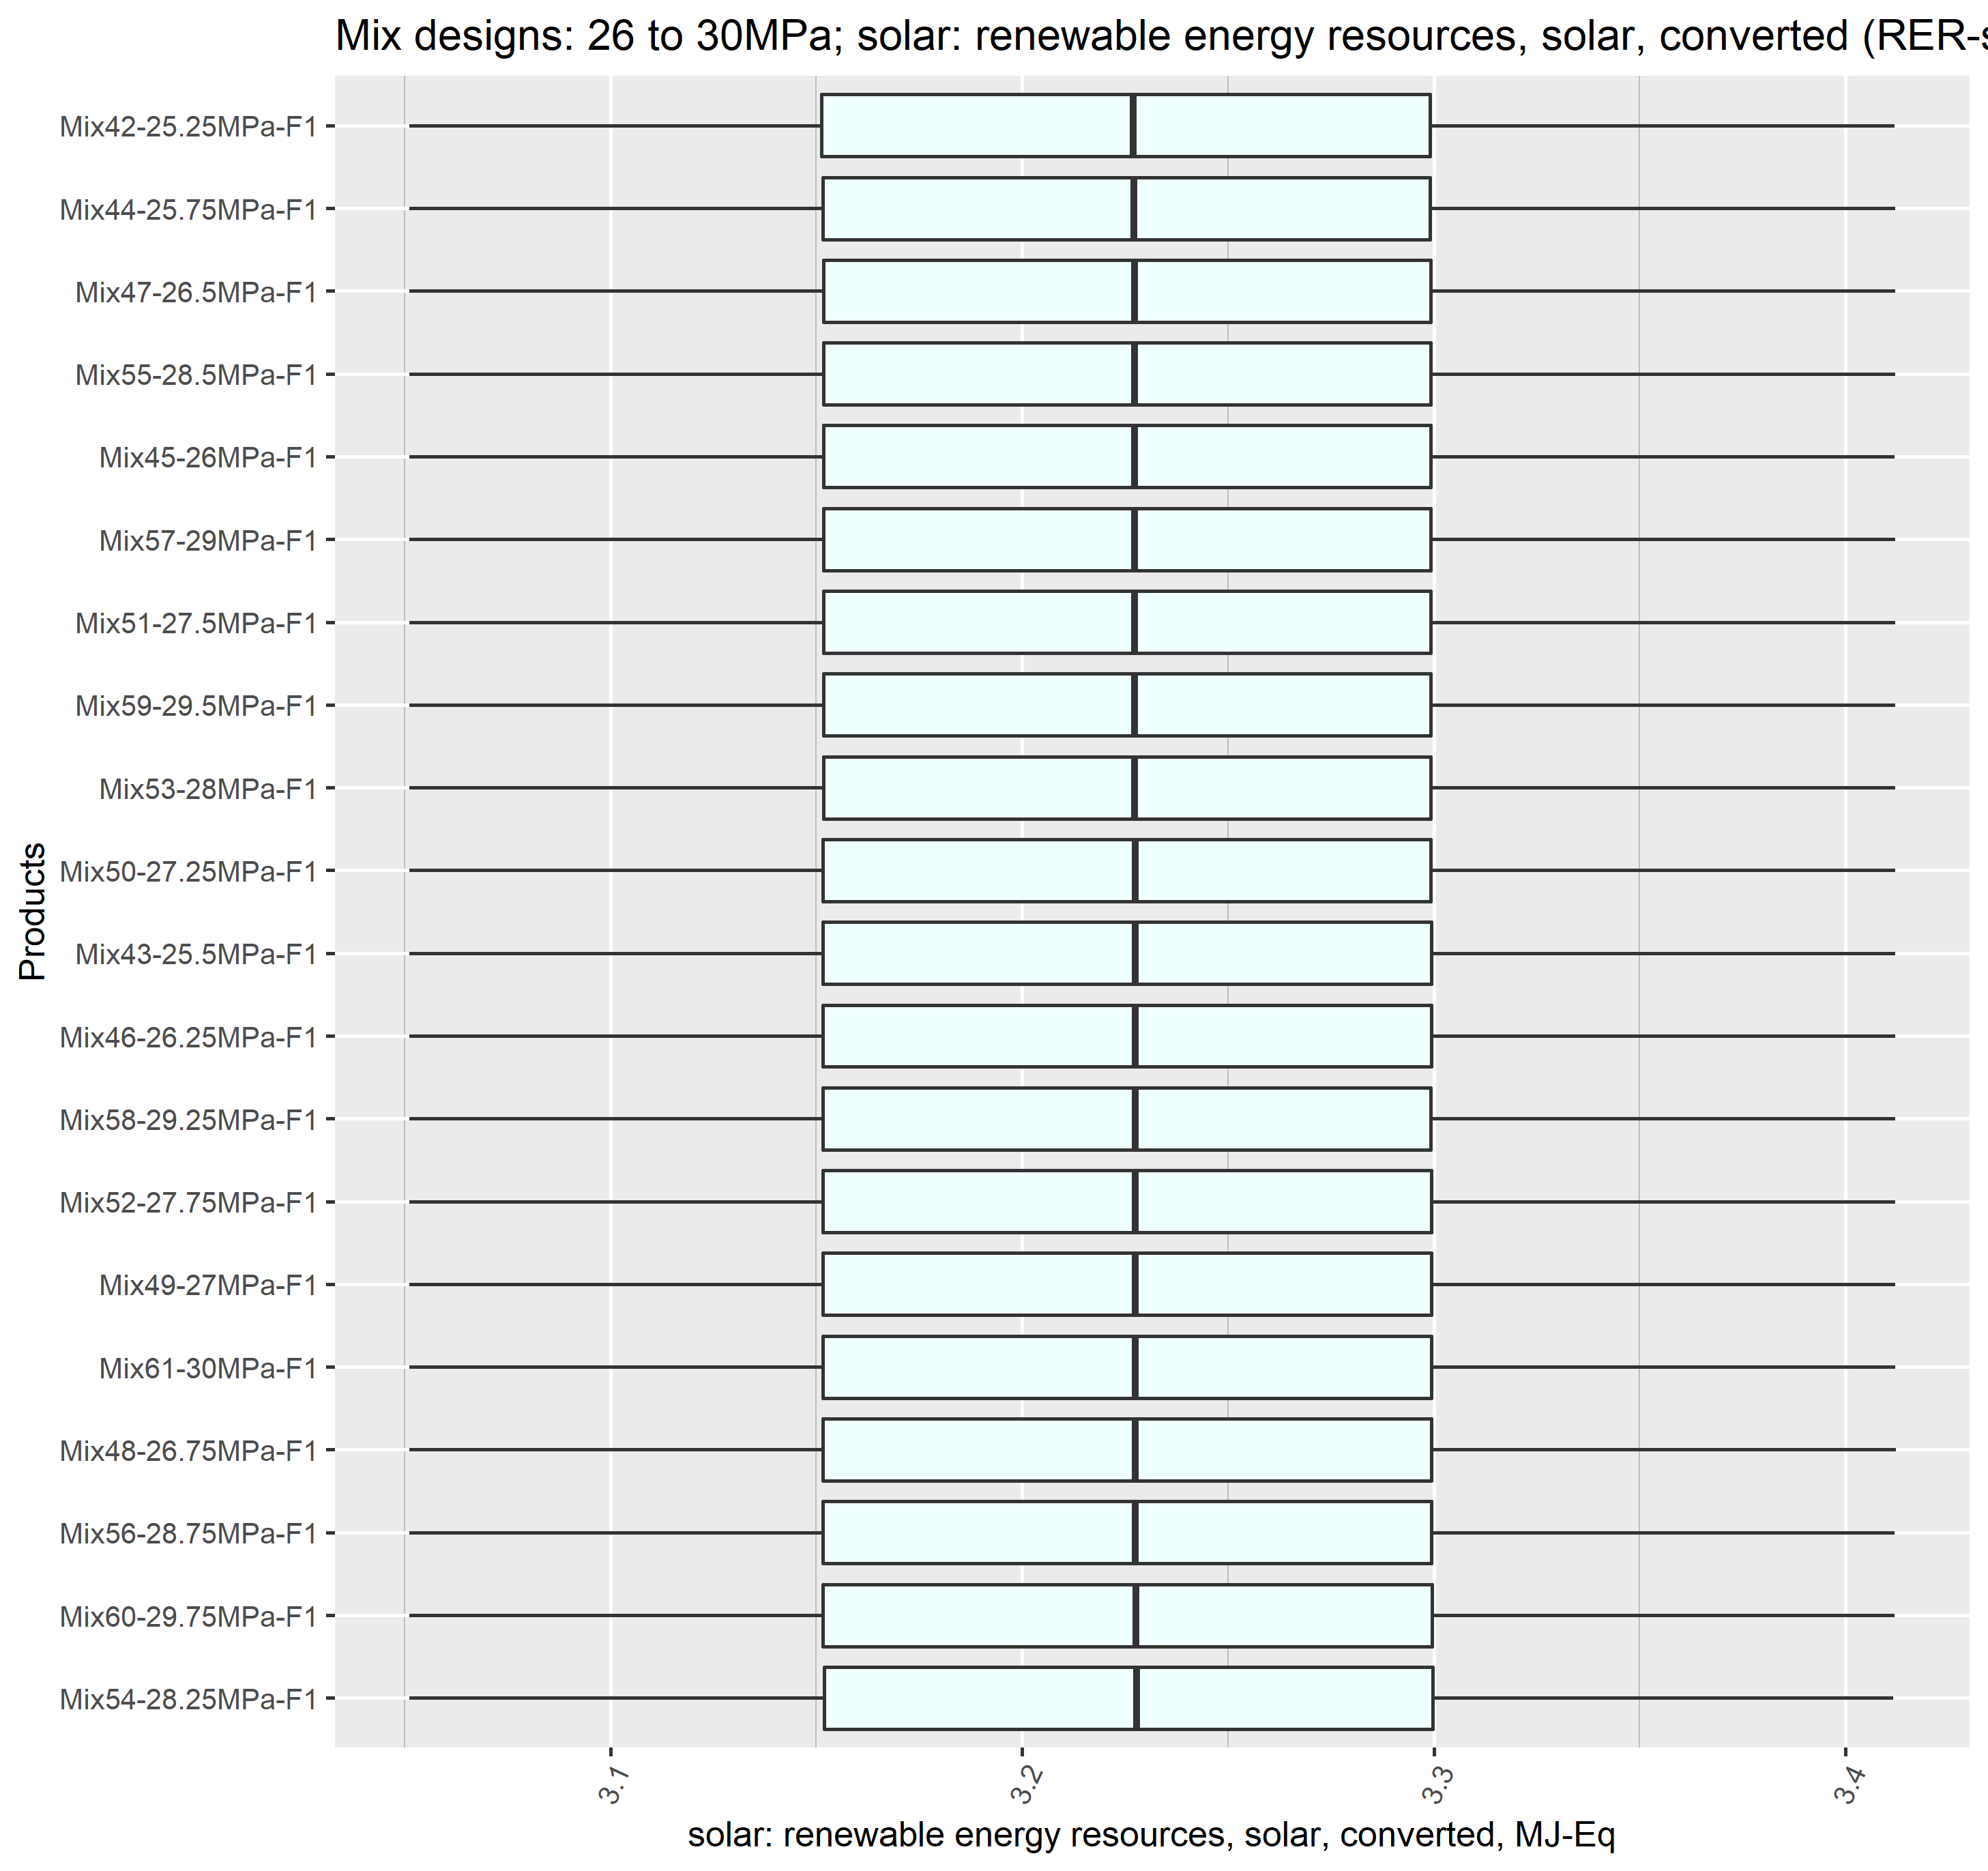 Mix designs: 26 to 30MPa; solar: renewable energy resources, solar, converted (RER-s
Mix42-25.25MPa-F1
Mix44-25.75MPa-F1
Mix47-26.5MPa-F1
Mix55-28.5MPa-F1
Mix45-26MPa-F1
Mix57-29MPa-F1
Mix51-27.5MPa-F1
Mix59-29.5MPa-F1
Mix53-28MPa-F1
Mix50-27.25MPa-F1
Mix43-25.5MPa-F1
Mix46-26.25MPa-F1
Mix58-29.25MPa-F1
Mix52-27.75MPa-F1
Mix49-27MPa-F1
Mix61-30MPa-F1
Mix48-26.75MPa-F1
Mix56-28.75MPa-F1
Mix60-29.75MPa-F1
Mix54-28.25MPa-F1
Products
3.1
3.2
3.3
3.4
solar: renewable energy resources, solar, converted, MJ-Eq